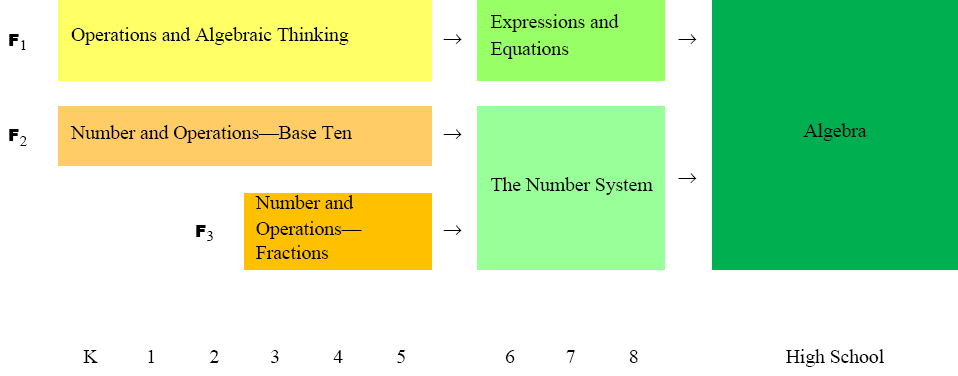 F1 Operations and Algebraic Thinking → Expressions and
Equations →
Algebra
F2 Number and Operations—Base Ten →
The Number System →
F3 Number and
Operations— →
Fractions
K 1 2 3 4 5 6 7 8 High School